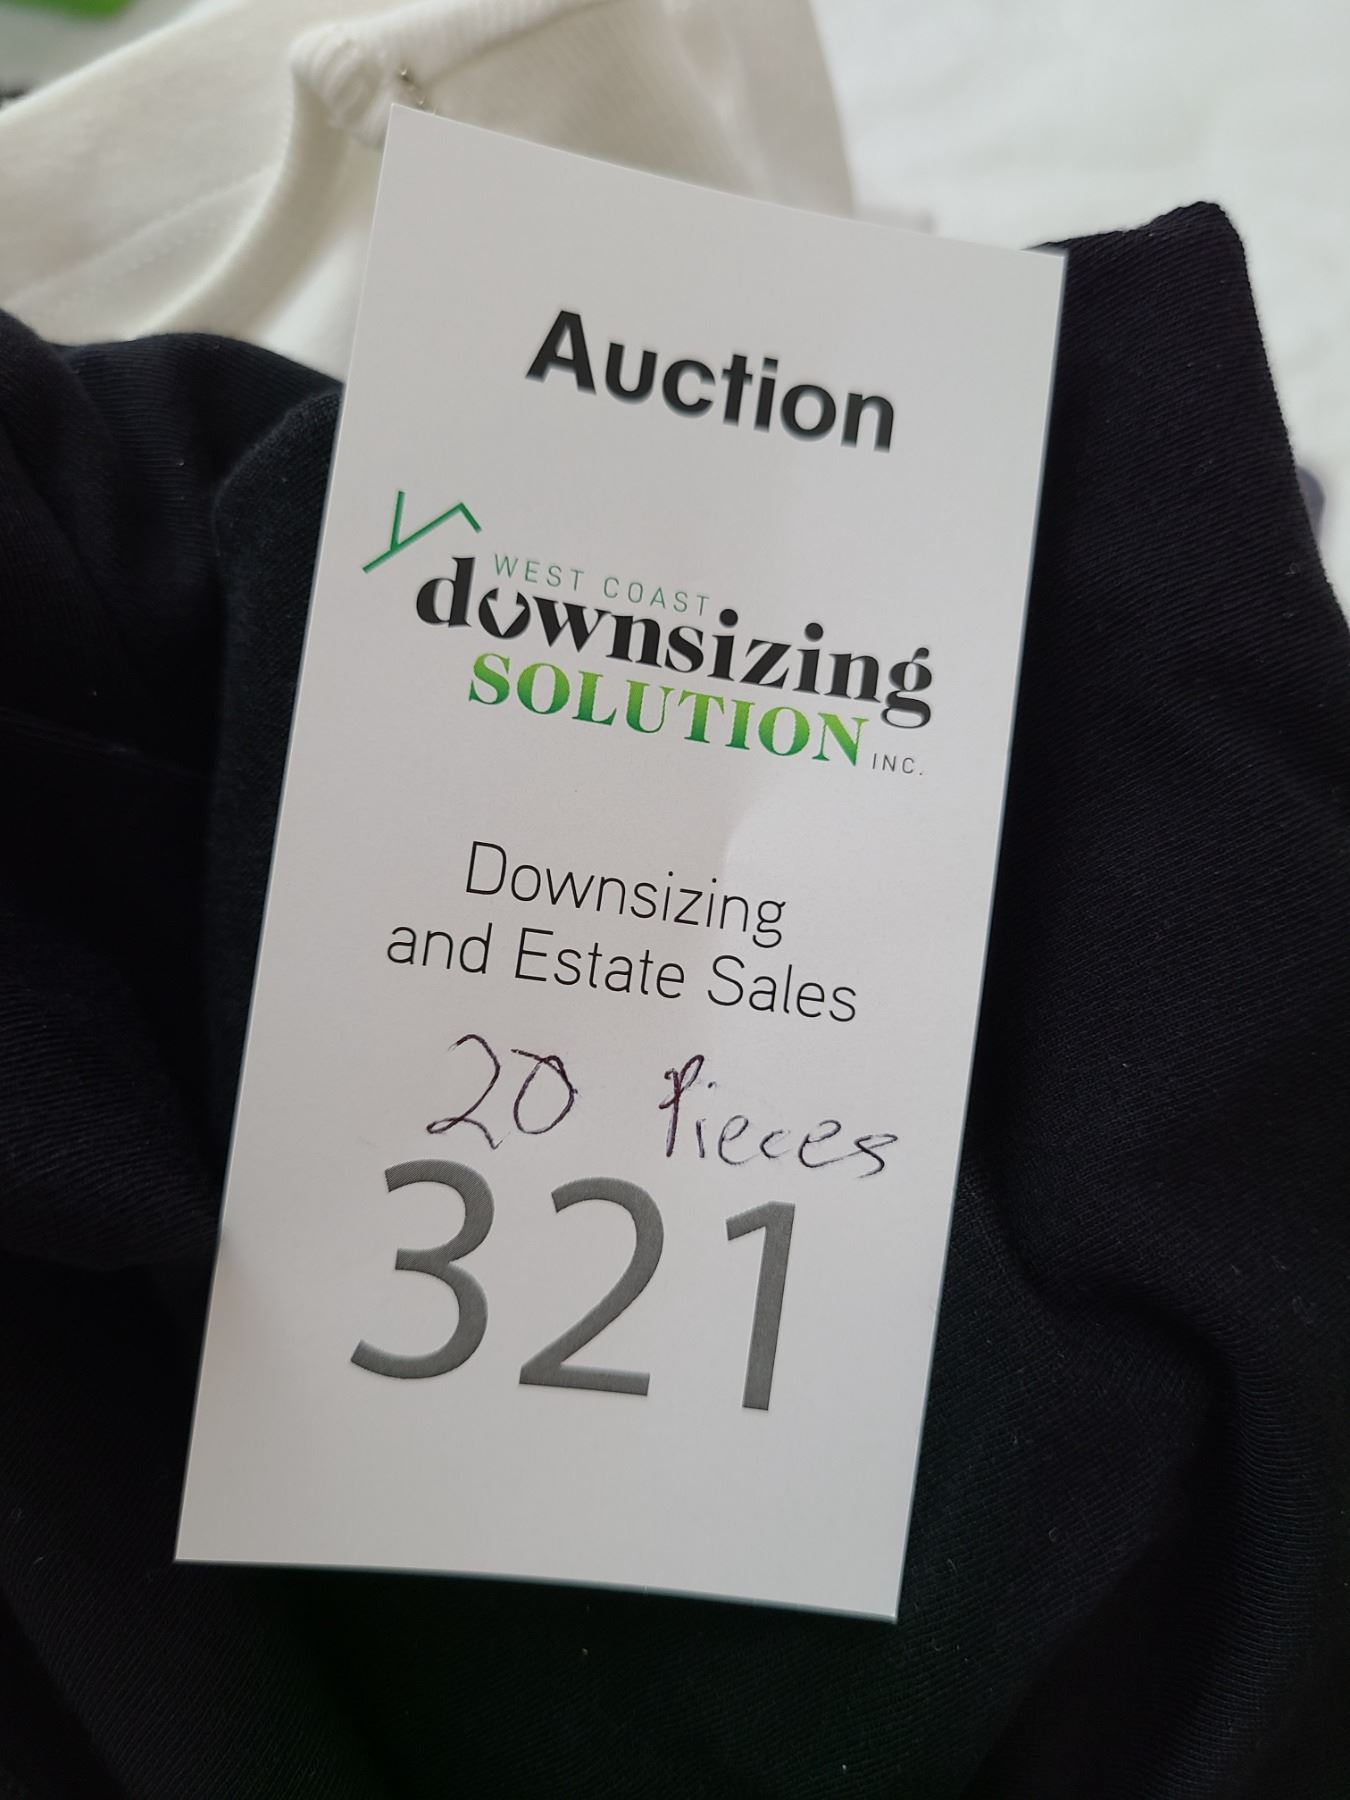 Auction
WEST COAST
downsizing
SOLUTION INC.
Downsizing
and Estate Sales
20 Pieces
321